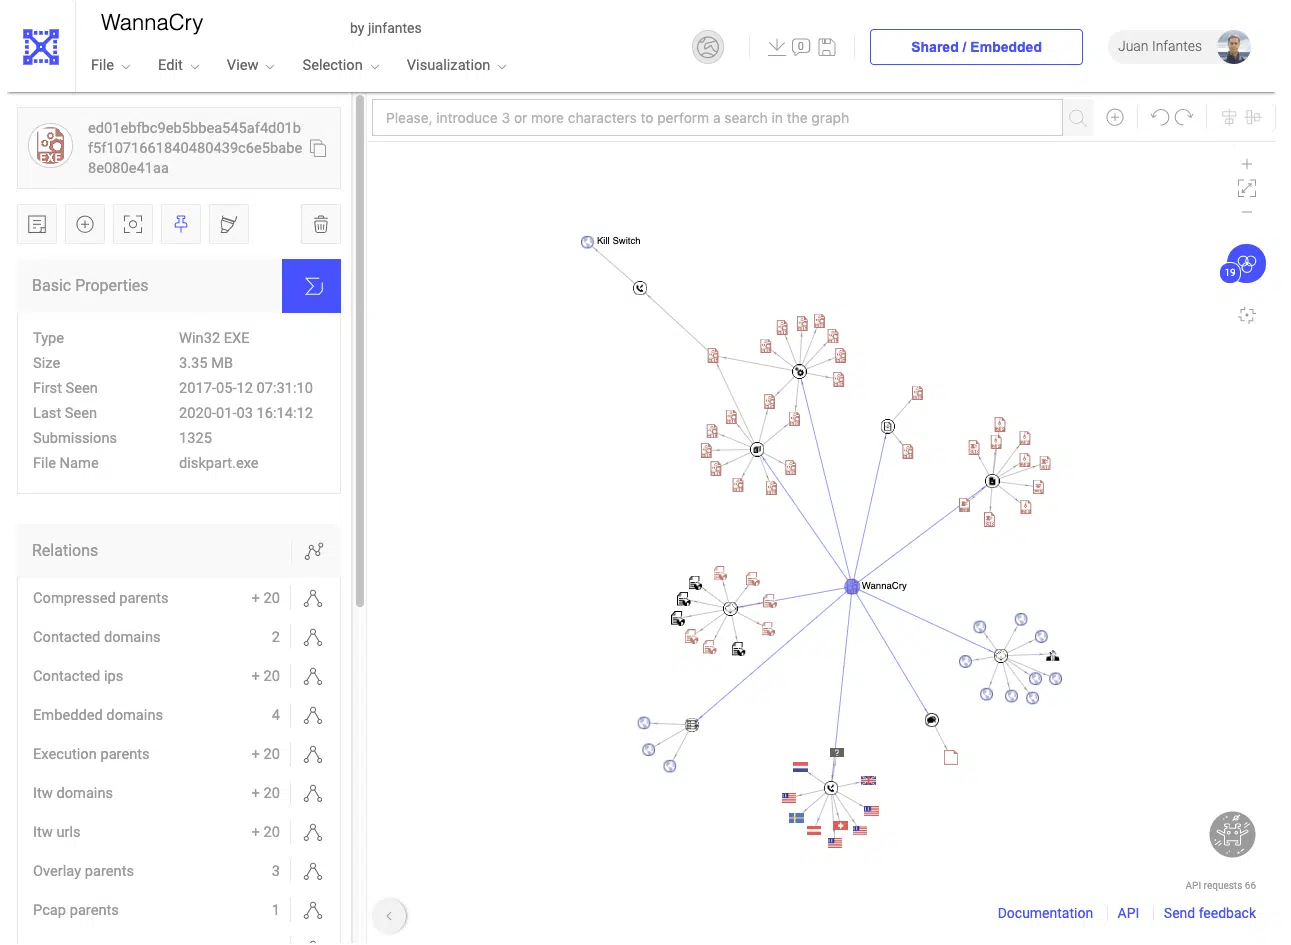 WannaCry
by jinfantes
File
Edit
View
Selection
Visualization
0
Shared / Embedded
Juan Infantes
ed01ebfbc9eb5bbea545af4d01b
f5f1071661840480439c6e5babe
8e080e41aa
EXE
Basic Properties
Type Win32 EXE
Size 3.35 MB
First Seen 2017-05-12 07:31:10
Last Seen 2020-01-03 16:14:12
Submissions 1325
File Name diskpart.exe
Relations
Compressed parents + 20
Contacted domains 2
Contacted ips + 20
Embedded domains 4
Execution parents + 20
Itw domains + 20
Itw urls + 20
Overlay parents 3
Pcap parents 1
Please, introduce 3 or more characters to perform a search in the graph
19
Kill Switch
WannaCry
?
API requests 66
Documentation
API
Send feedback